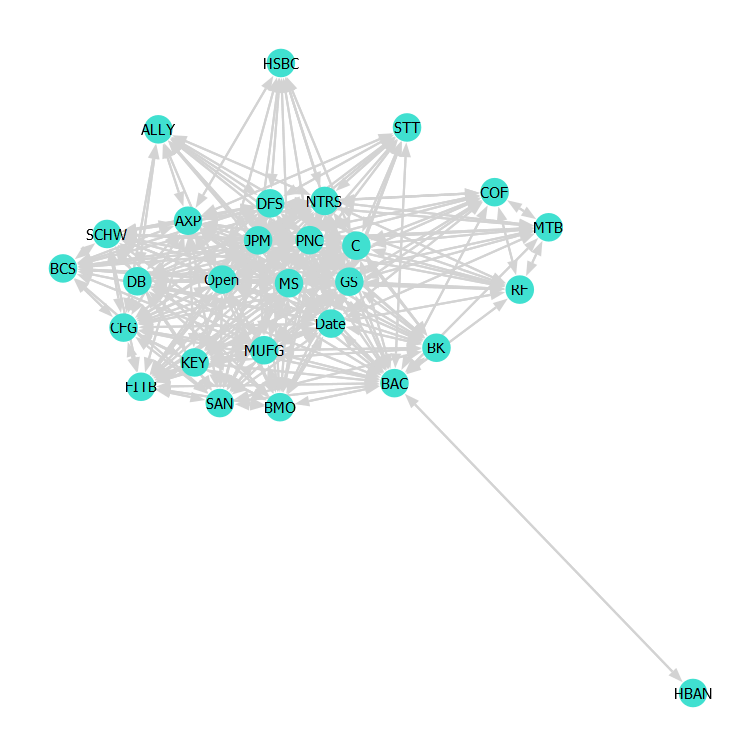 HSBC
ALLY
STT
COF
DFS
NTRS
AXP
MTB
SCHW
JPM
PNC
C
BCS
DB
Open
MS
GS
RF
CFG
Date
MUFG
BK
KEY
FITB
BAC
SAN
BMO
HBAN